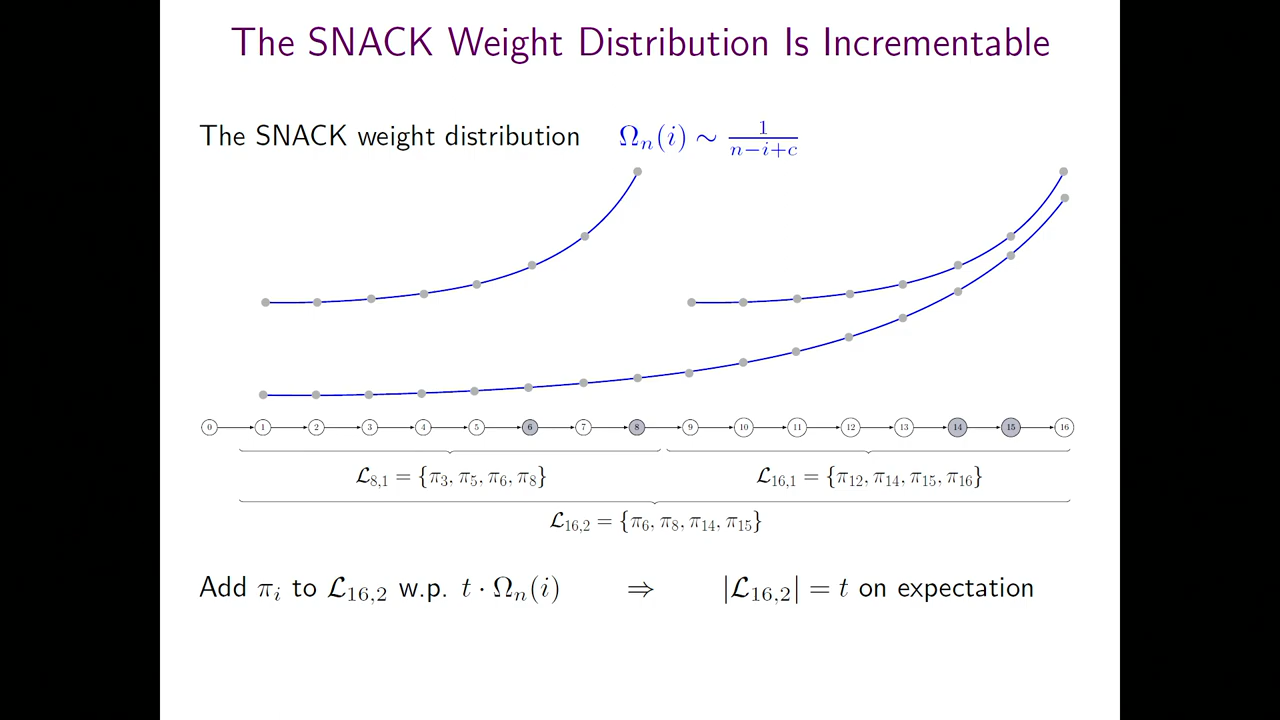 The SNACK Weight Distribution Is Incrementable
The SNACK weight distribution Ωₙ(i) ∼ 1/(n−i+c)
0 1 2 3 4 5 6 7 8 9 10 11 12 13 14 15 16
𝓛₈,₁ = {π₃, π₅, π₆, π₈} 𝓛₁₆,₁ = {π₁₂, π₁₄, π₁₅, π₁₆}
𝓛₁₆,₂ = {π₆, π₈, π₁₄, π₁₅}
Add πᵢ to 𝓛₁₆,₂ w.p. t · Ωₙ(i) ⇒ |𝓛₁₆,₂| = t on expectation